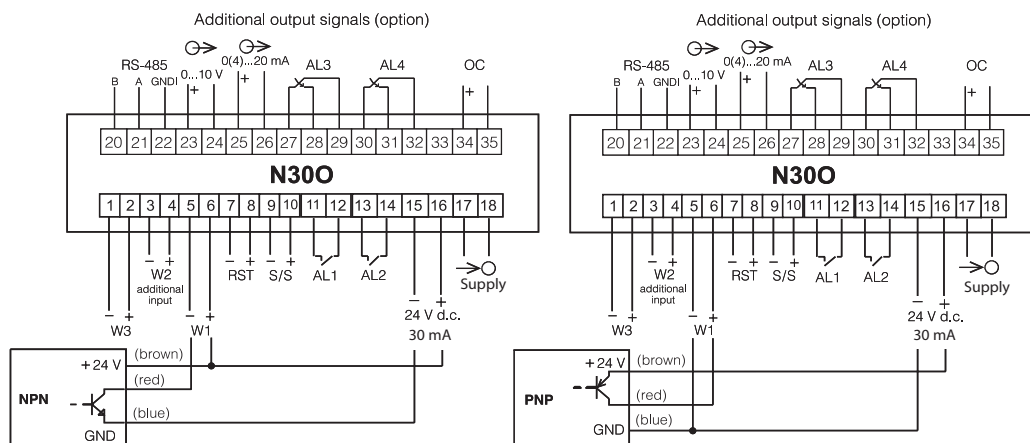 Additional output signals (option)
RS-485
0...10 V
0(4)...20 mA
AL3
AL4
OC
B A GNDI + + +
20 21 22 23 24 25 26 27 28 29 30 31 32 33 34 35
N30O
1 2 3 4 5 6 7 8 9 10 11 12 13 14 15 16 17 18
− + − + − + − + − +
W2
additional
input
RST
S/S
AL1
AL2
Supply
− +
W3
− +
W1
− +
24 V d.c.
30 mA
+ 24 V
(brown)
(red)
NPN
(blue)
GND
Additional output signals (option)
RS-485
0...10 V
0(4)...20 mA
AL3
AL4
OC
B A GNDI + + +
20 21 22 23 24 25 26 27 28 29 30 31 32 33 34 35
N30O
1 2 3 4 5 6 7 8 9 10 11 12 13 14 15 16 17 18
− + − + − + − + − +
W2
additional
input
RST
S/S
AL1
AL2
Supply
− +
W3
− +
W1
− +
24 V d.c.
30 mA
+ 24 V
(brown)
PNP
(red)
(blue)
GND